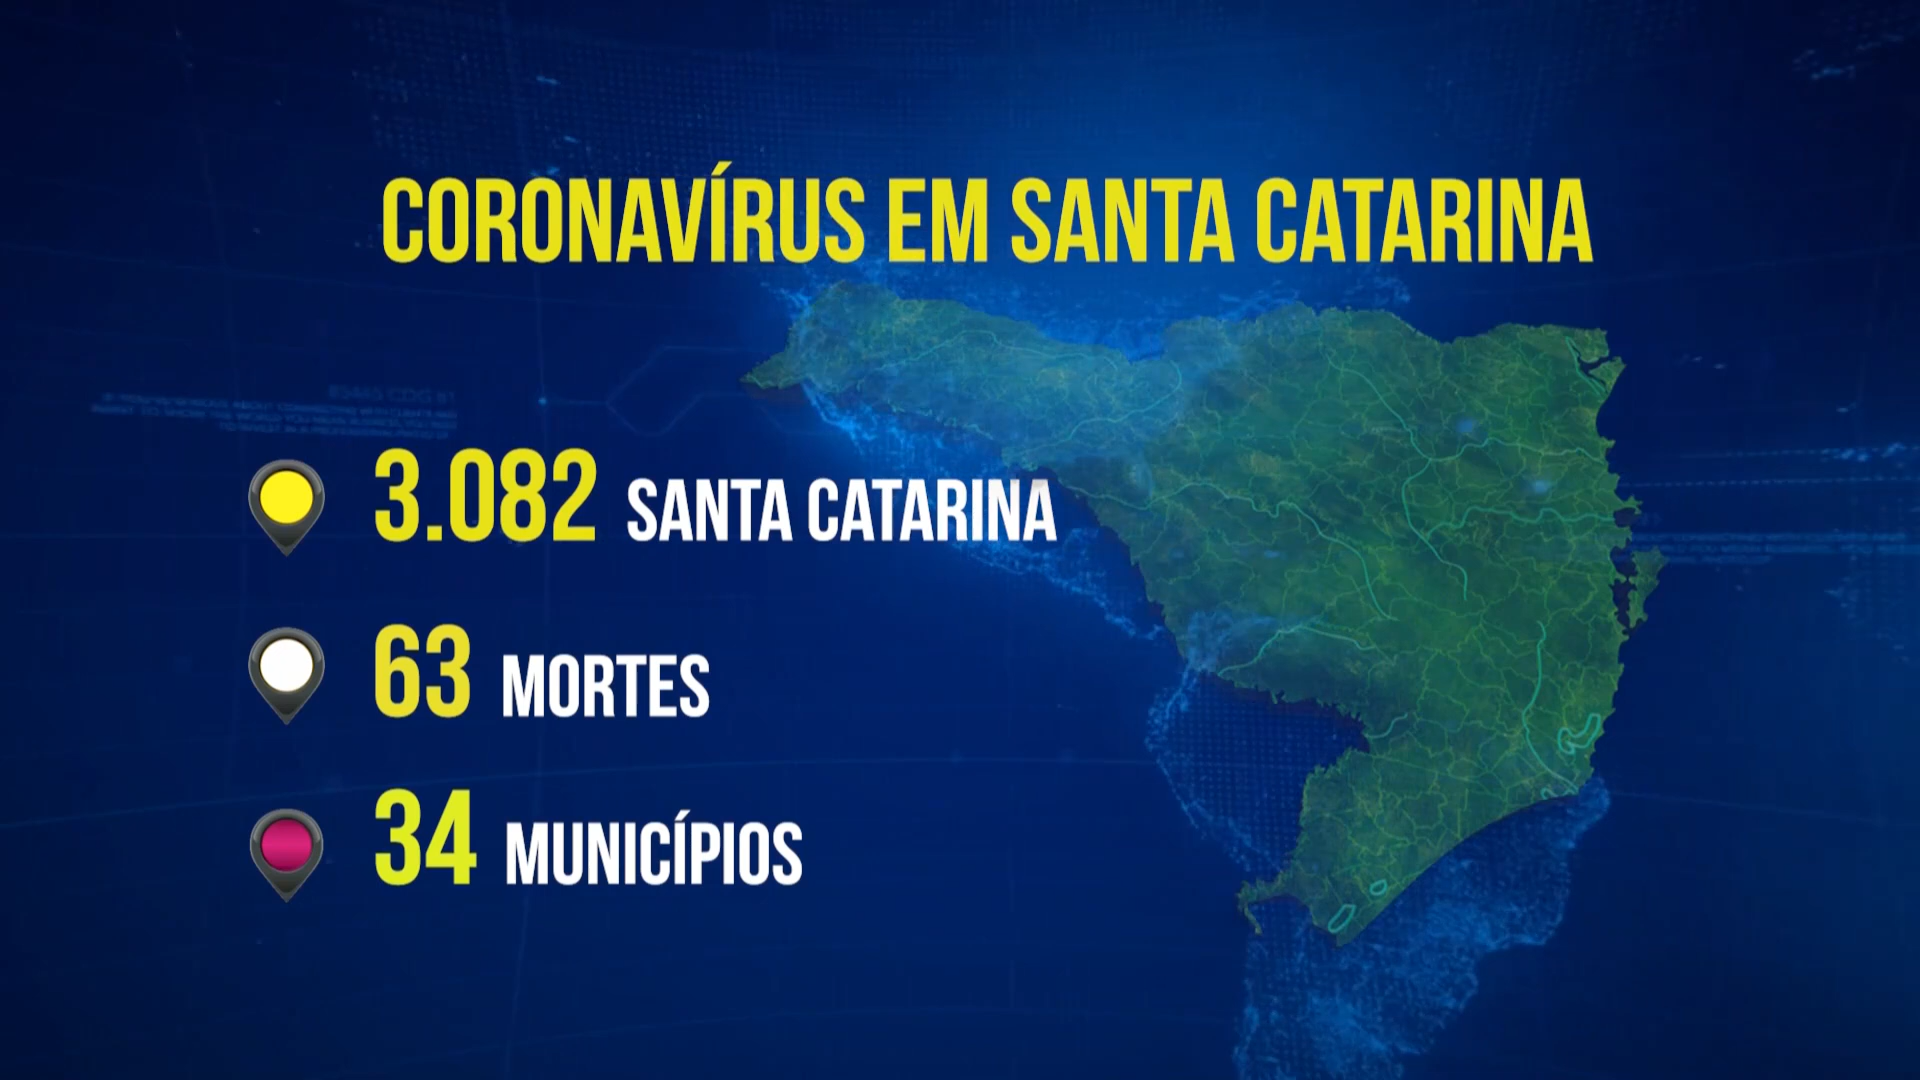 CORONAVÍRUS EM SANTA CATARINA
3.082 SANTA CATARINA
63 MORTES
34 MUNICÍPIOS